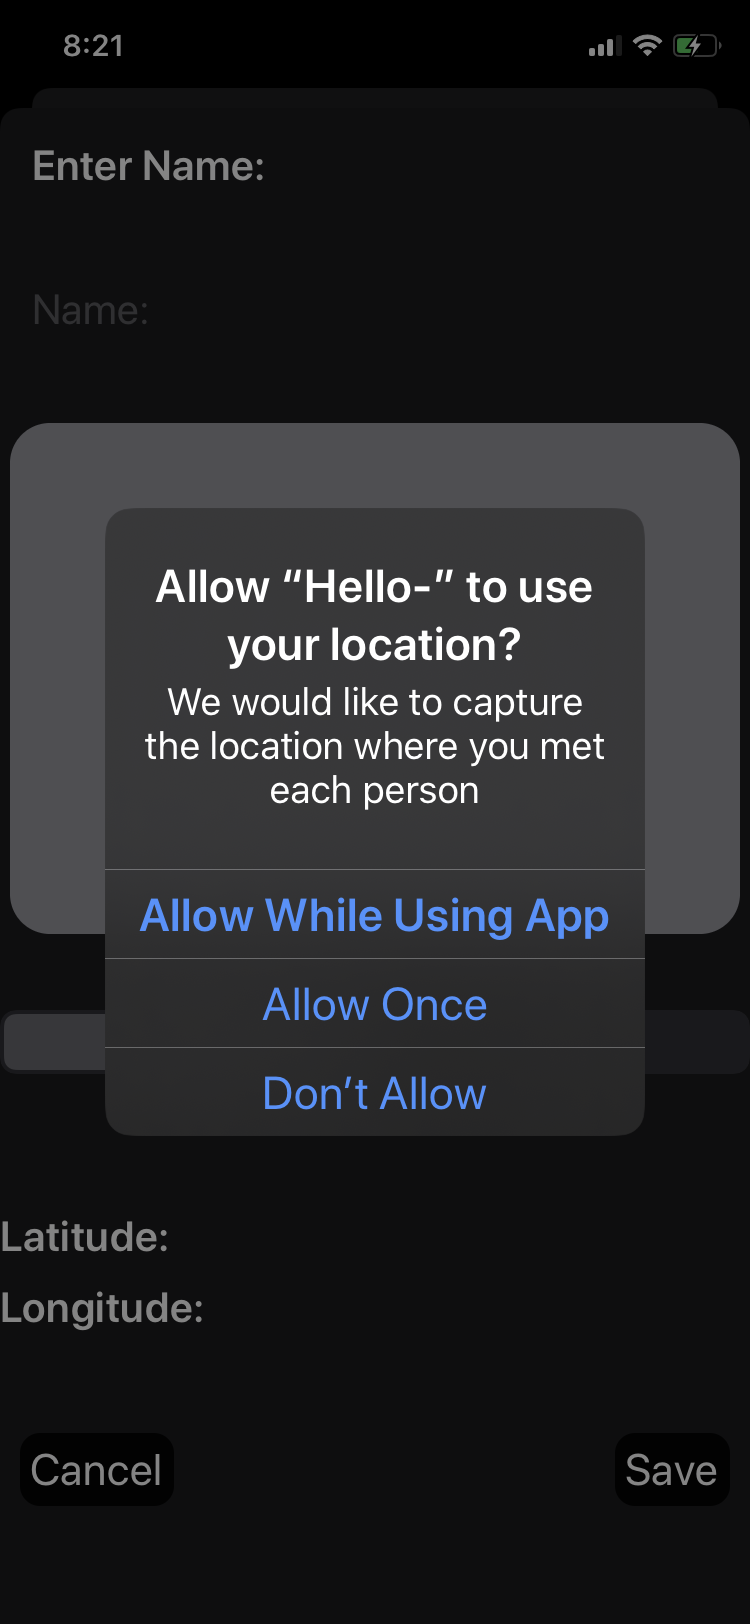 8:21
Enter Name:
Name:
Allow “Hello-” to use
your location?
We would like to capture
the location where you met
each person
Allow While Using App
Allow Once
Don’t Allow
Latitude:
Longitude:
Cancel
Save